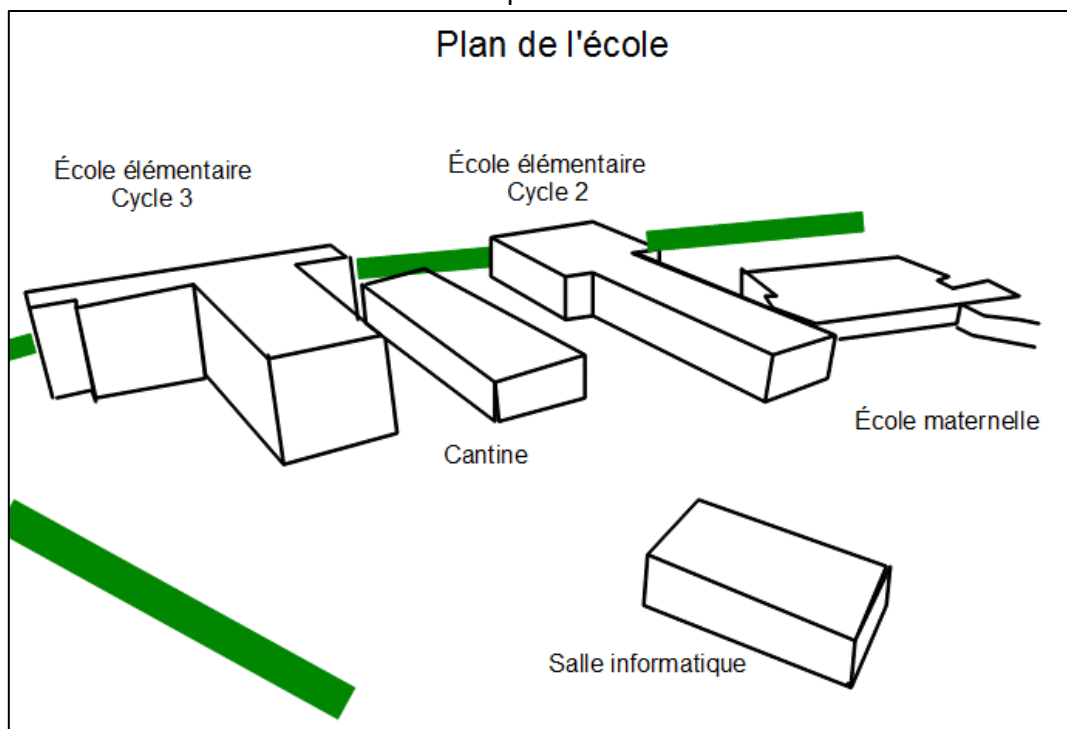 Plan de l'école
École élémentaire
Cycle 3
École élémentaire
Cycle 2
École maternelle
Cantine
Salle informatique